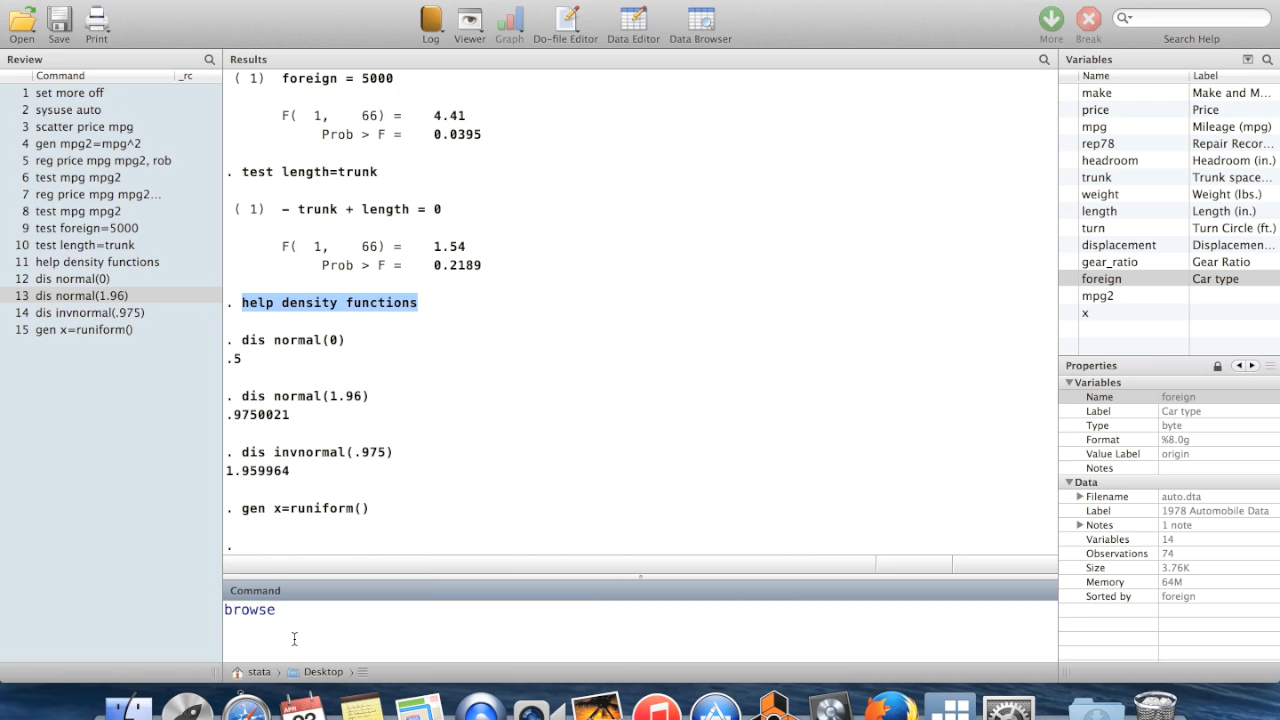 Open Save Print Log Viewer Graph Do-file Editor Data Editor Data Browser More Break Search Help
Review
Command _rc
1 set more off
2 sysuse auto
3 scatter price mpg
4 gen mpg2=mpg^2
5 reg price mpg mpg2, rob
6 test mpg mpg2
7 reg price mpg mpg2...
8 test mpg mpg2
9 test foreign=5000
10 test length=trunk
11 help density functions
12 dis normal(0)
13 dis normal(1.96)
14 dis invnormal(.975)
15 gen x=runiform()
Results
( 1) foreign = 5000
F( 1, 66) = 4.41
Prob > F = 0.0395
. test length=trunk
( 1) - trunk + length = 0
F( 1, 66) = 1.54
Prob > F = 0.2189
. help density functions
. dis normal(0)
.5
. dis normal(1.96)
.9750021
. dis invnormal(.975)
1.959964
. gen x=runiform()
.
Command
browse
stata Desktop
Variables
Name Label
make Make and M...
price Price
mpg Mileage (mpg)
rep78 Repair Recor...
headroom Headroom (in.)
trunk Trunk space...
weight Weight (lbs.)
length Length (in.)
turn Turn Circle (ft.)
displacement Displacemen...
gear_ratio Gear Ratio
foreign Car type
mpg2
x
Properties
Variables
Name foreign
Label Car type
Type byte
Format %8.0g
Value Label origin
Notes
Data
Filename auto.dta
Label 1978 Automobile Data
Notes 1 note
Variables 14
Observations 74
Size 3.76K
Memory 64M
Sorted by foreign
APR